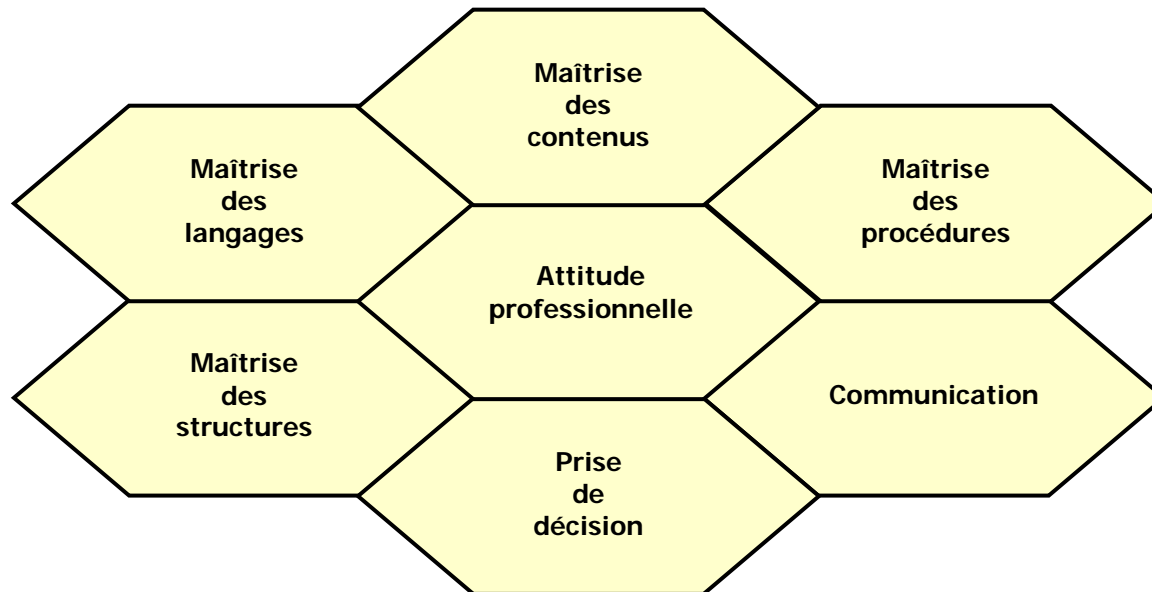 Maîtrise
des
contenus
Maîtrise
des
langages
Maîtrise
des
procédures
Attitude
professionnelle
Maîtrise
des
structures
Communication
Prise
de
décision